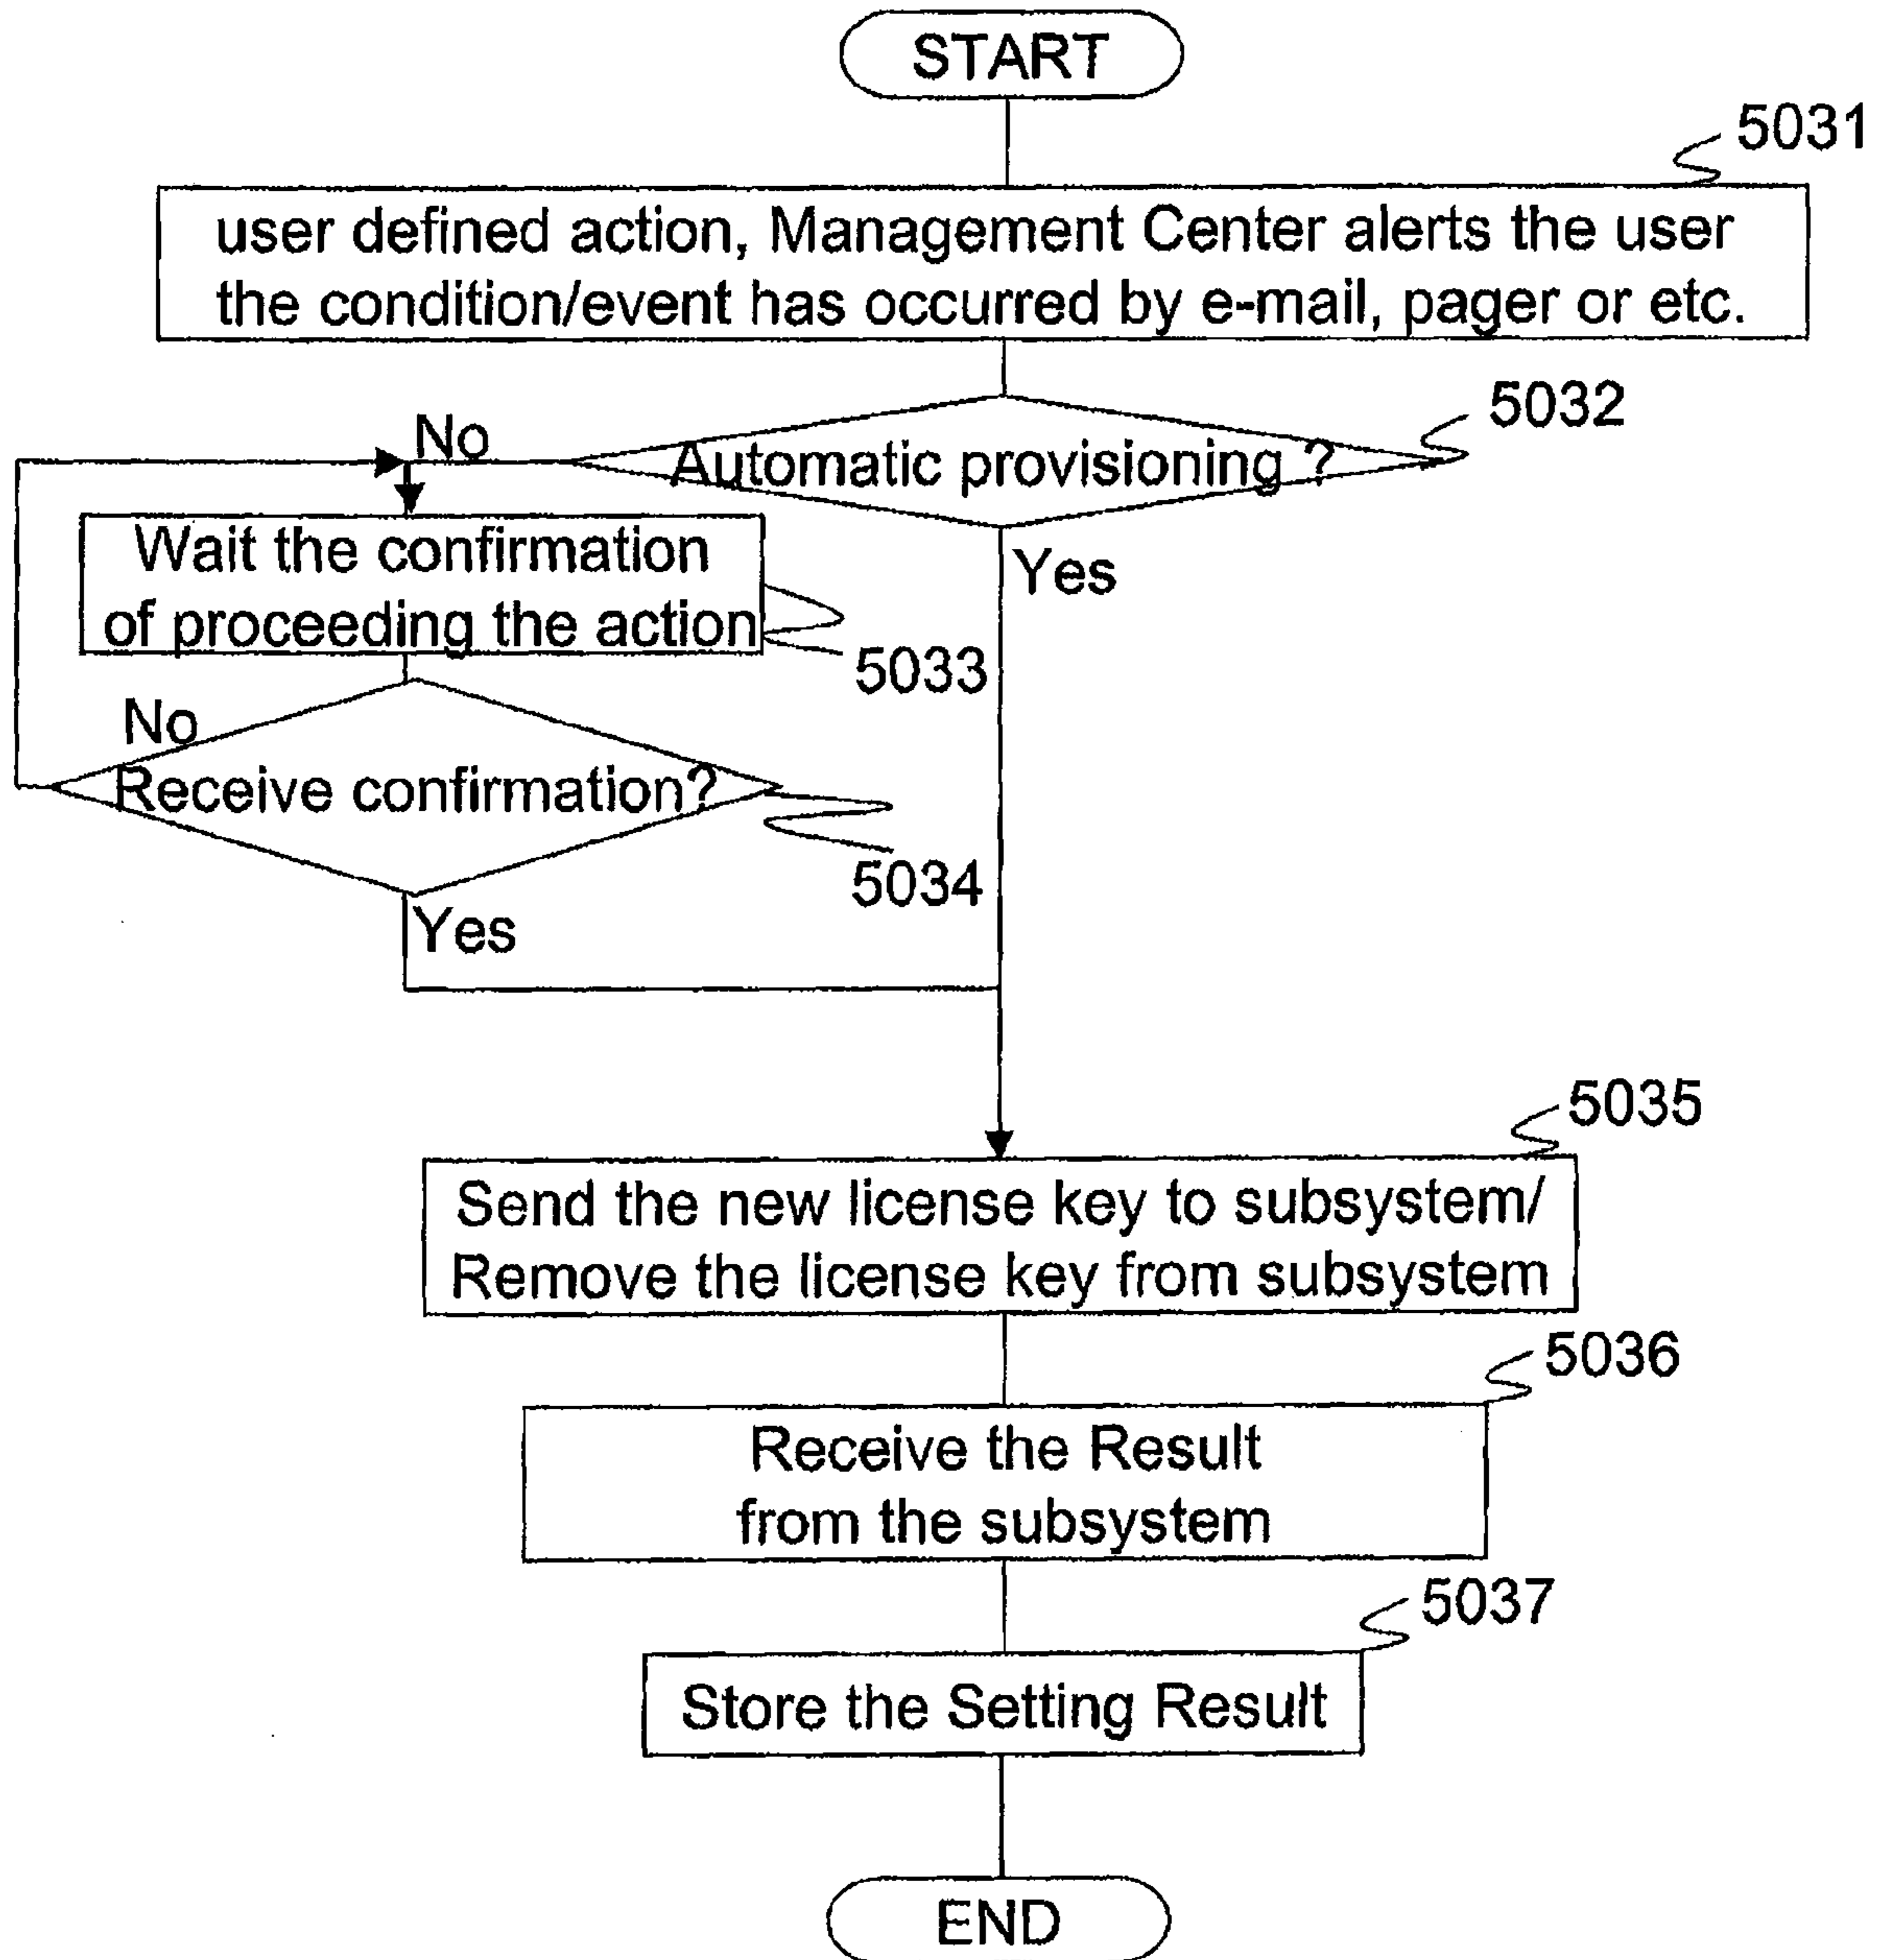 START
5031
user defined action, Management Center alerts the user
the condition/event has occurred by e-mail, pager or etc.
5032
No
Automatic provisioning ?
Yes
Wait the confirmation
of proceeding the action
5033
No
Receive confirmation?
5034
Yes
5035
Send the new license key to subsystem/
Remove the license key from subsystem
5036
Receive the Result
from the subsystem
5037
Store the Setting Result
END